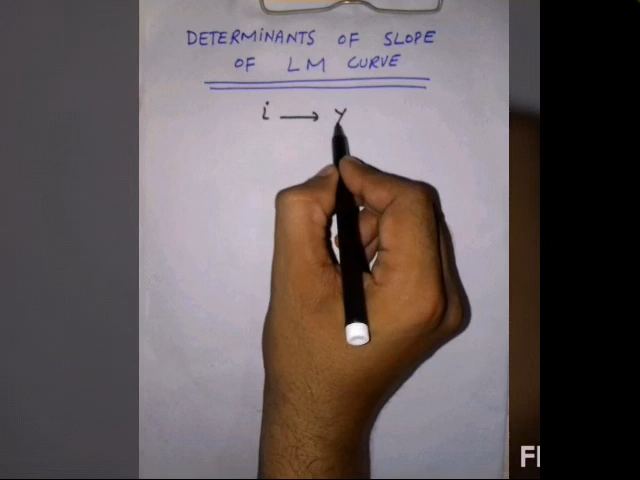 DETERMINANTS OF SLOPE
OF LM CURVE
i → y